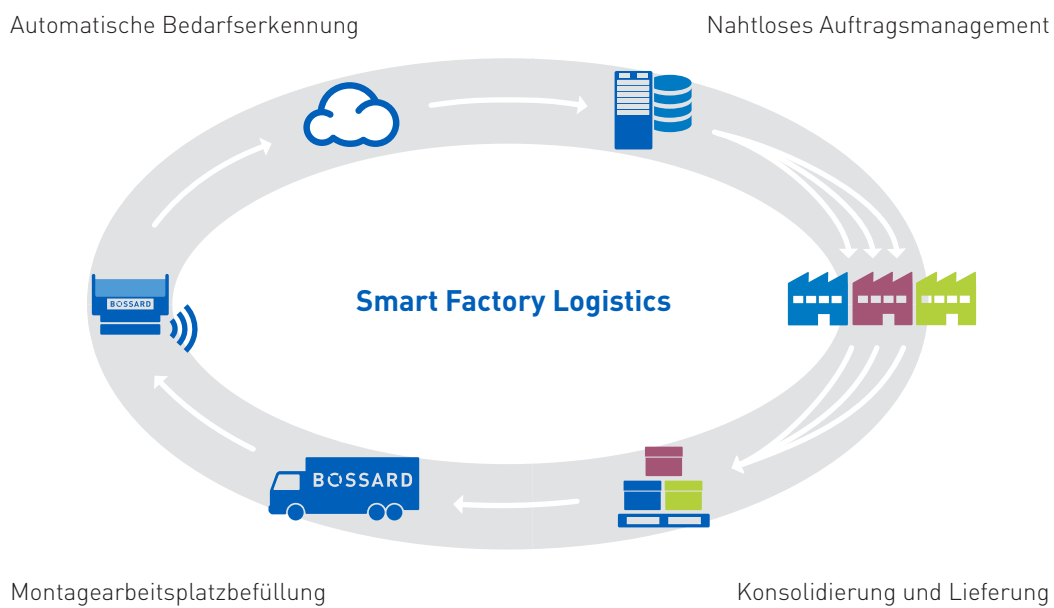 Automatische Bedarfserkennung
Nahtloses Auftragsmanagement
BOSSARD
Smart Factory Logistics
BOSSARD
Montagearbeitsplatzbefüllung
Konsolidierung und Lieferung